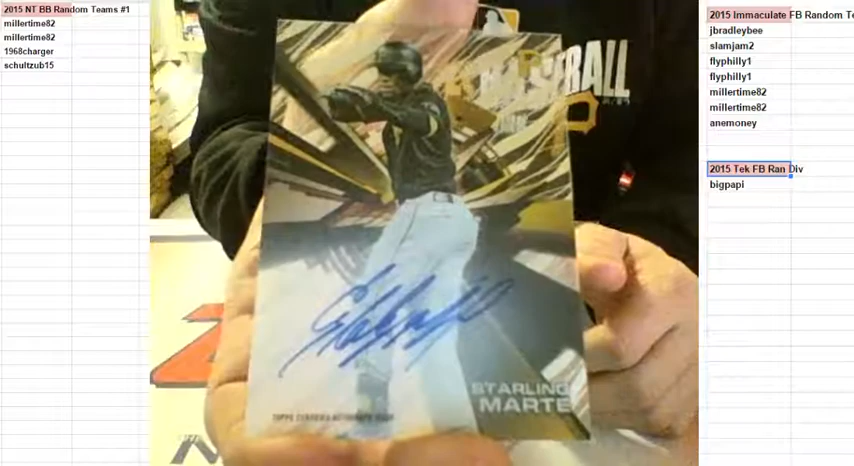 2015 NT BB Random Teams #1
millertime82
millertime82
1968charger
schultzub15
BASEBALL
P
STARLING
MARTE
2015 Immaculate FB Random Te
jbradleybee
slamjam2
flyphilly1
flyphilly1
millertime82
millertime82
anemoney
2015 Tek FB Ran Div
bigpapi